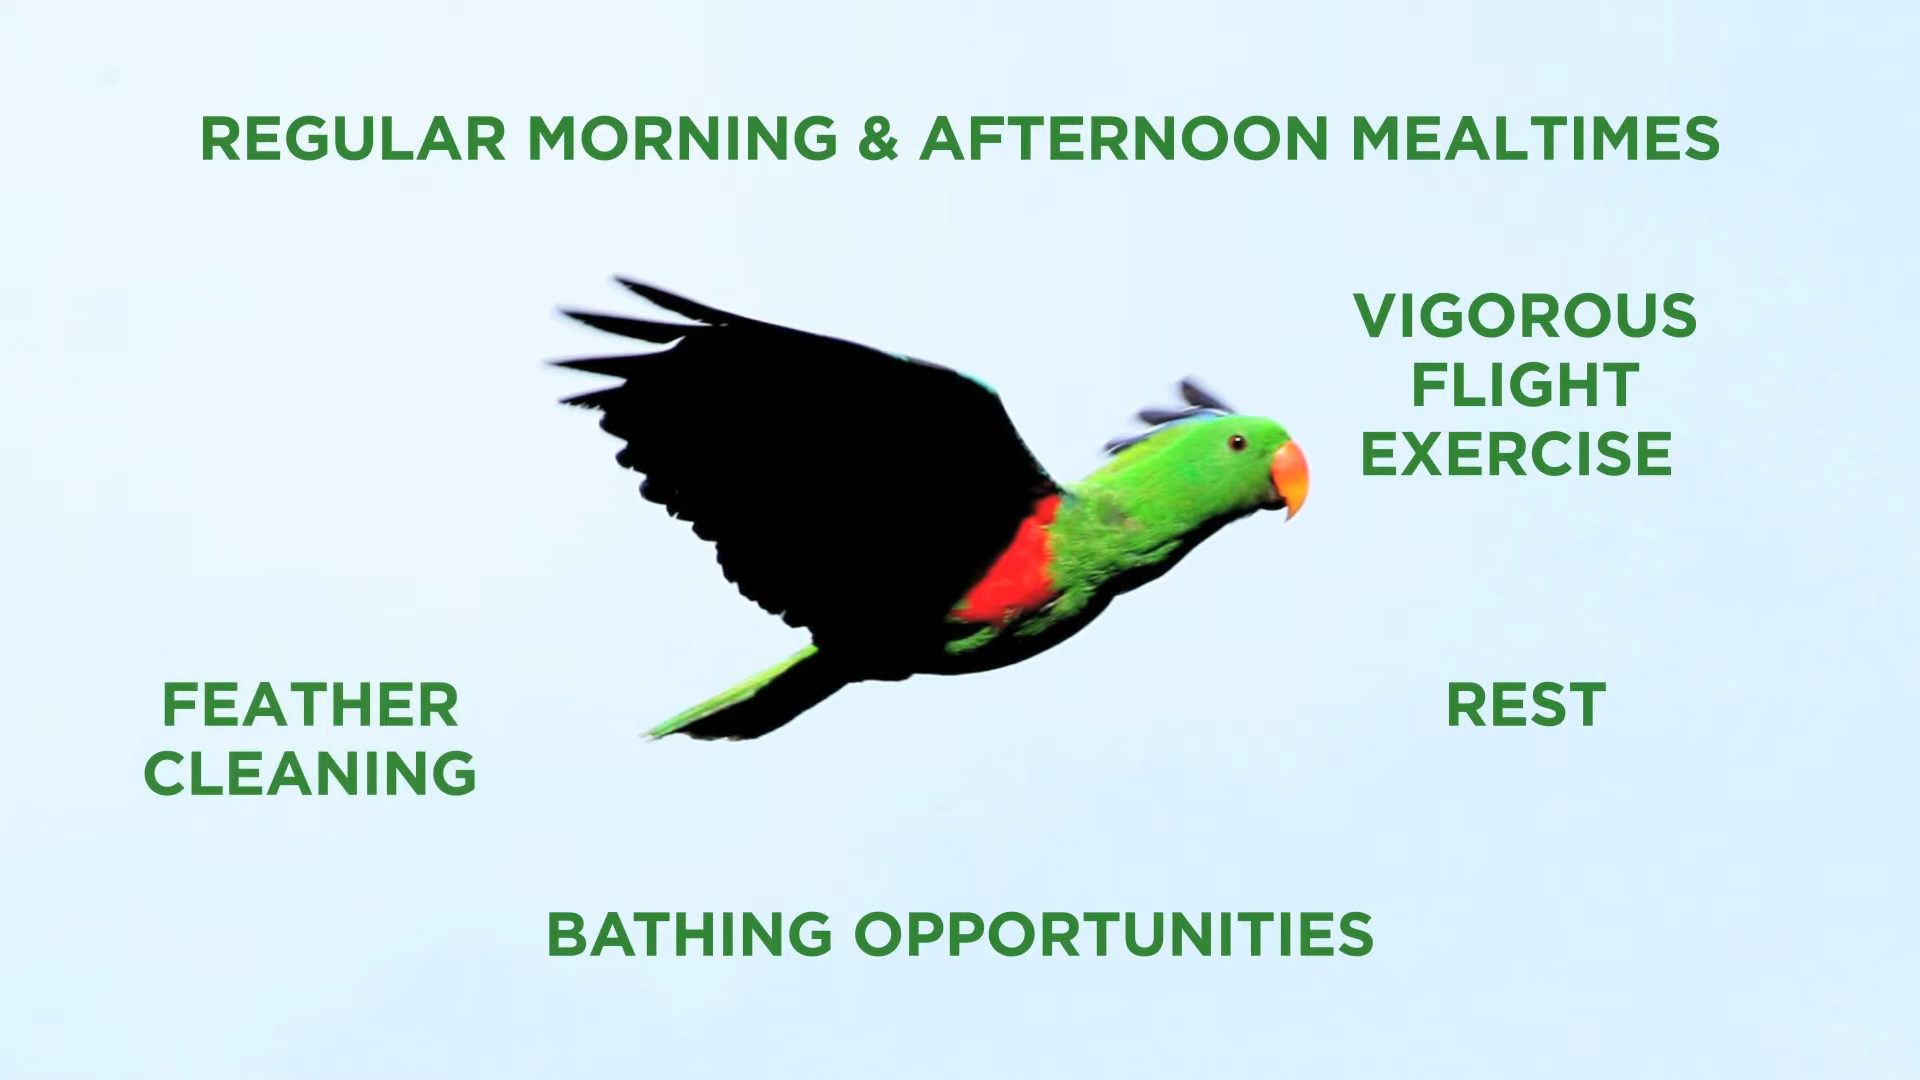 REGULAR MORNING & AFTERNOON MEALTIMES
VIGOROUS
FLIGHT
EXERCISE
FEATHER
CLEANING
REST
BATHING OPPORTUNITIES